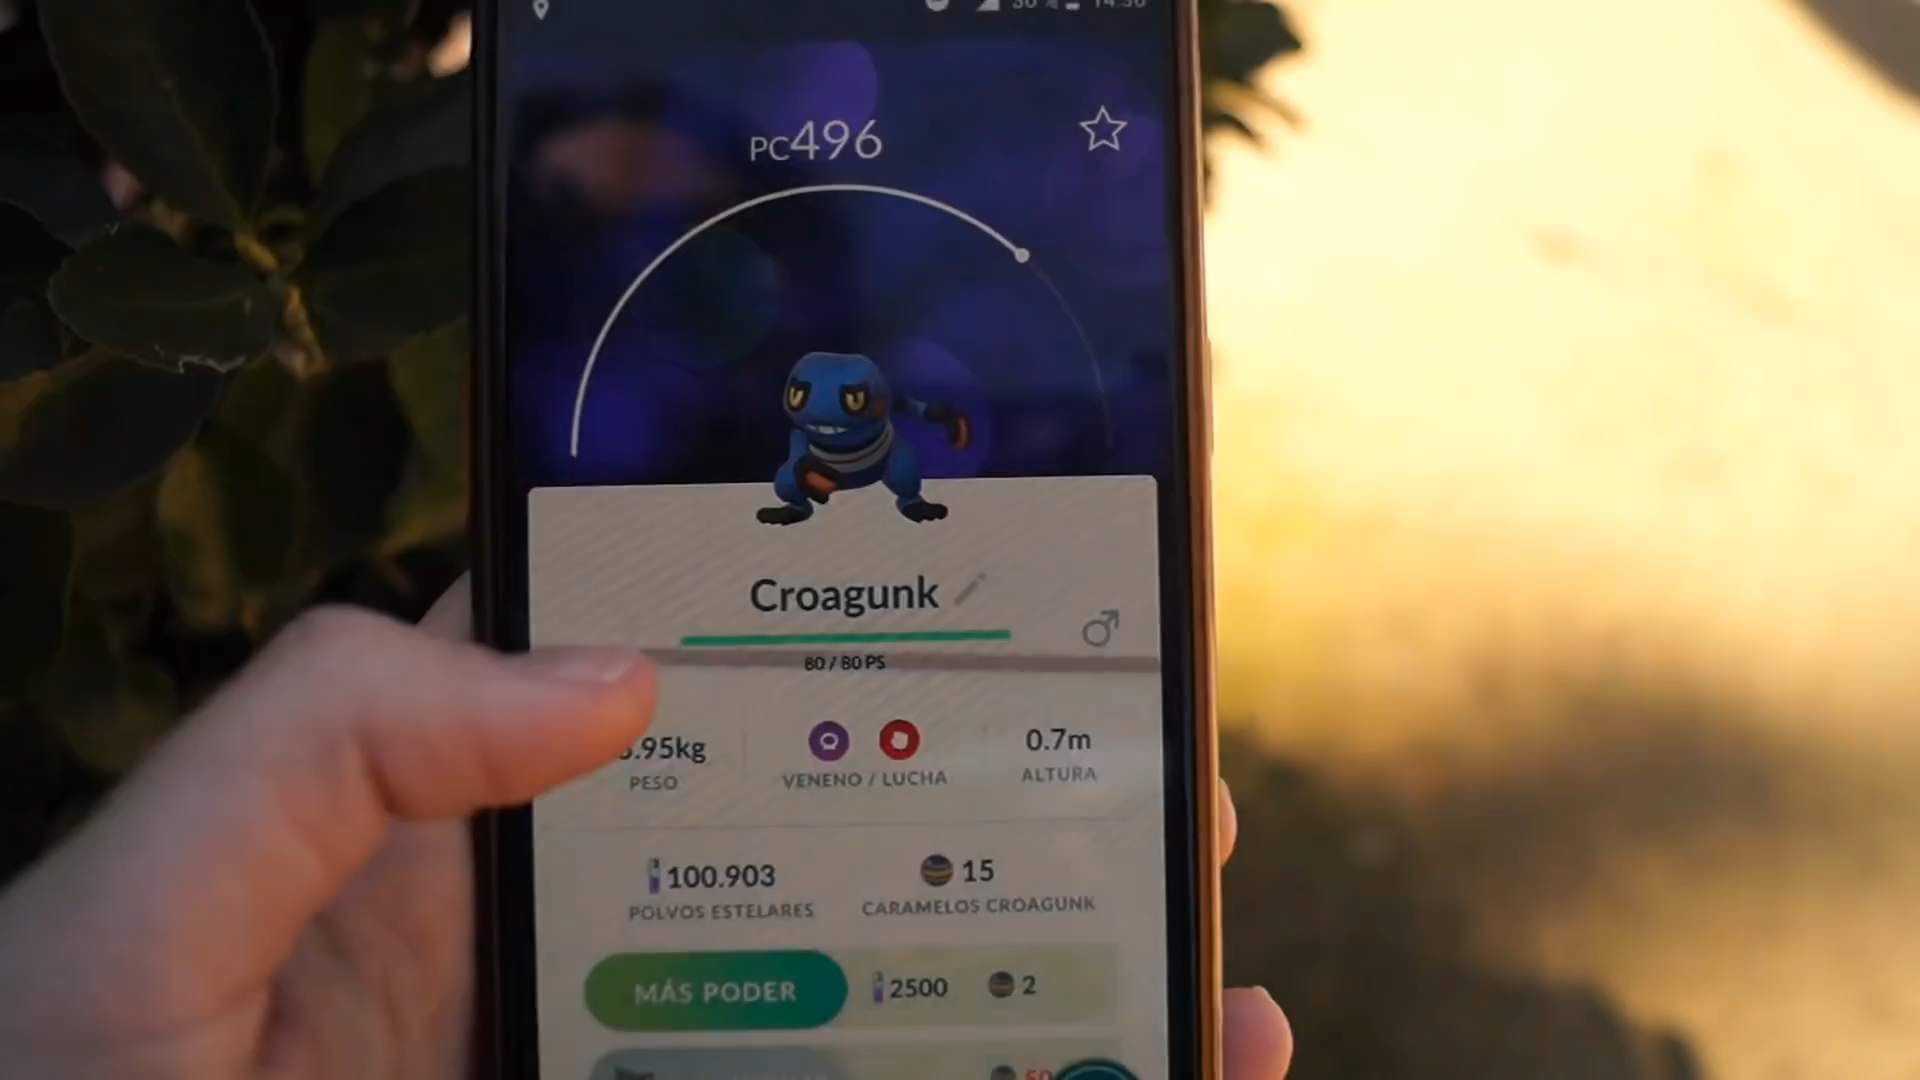 PC496
Croagunk
80 / 80 PS
.95kg
VENENO / LUCHA
0.7m
PESO
ALTURA
100.903
15
POLVOS ESTELARES
CARAMELOS CROAGUNK
MÁS PODER
2500
2
50